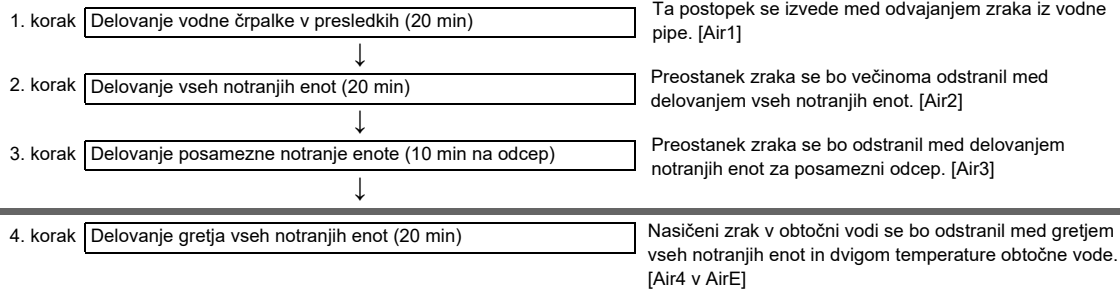 1. korak Delovanje vodne črpalke v presledkih (20 min)
Ta postopek se izvede med odvajanjem zraka iz vodne
pipe. [Air1]
↓
2. korak Delovanje vseh notranjih enot (20 min)
Preostanek zraka se bo večinoma odstranil med
delovanjem vseh notranjih enot. [Air2]
↓
3. korak Delovanje posamezne notranje enote (10 min na odcep)
Preostanek zraka se bo odstranil med delovanjem
notranjih enot za posamezni odcep. [Air3]
↓
4. korak Delovanje gretja vseh notranjih enot (20 min)
Nasičeni zrak v obtočni vodi se bo odstranil med gretjem
vseh notranjih enot in dvigom temperature obtočne vode.
[Air4 v AirE]